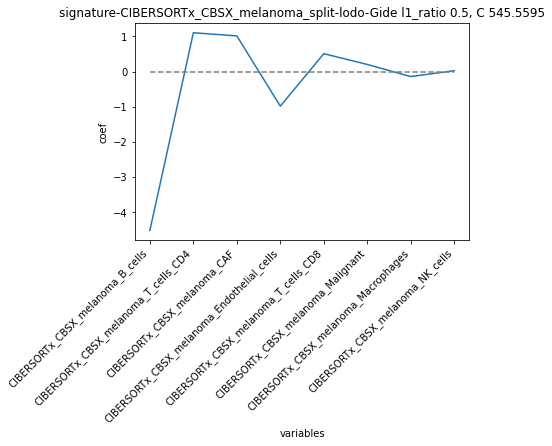 signature-CIBERSORTx_CBSX_melanoma_split-lodo-Gide l1_ratio 0.5, C 545.5595
1
0
−1
−2
−3
−4
coef
CIBERSORTx_CBSX_melanoma_B_cells
CIBERSORTx_CBSX_melanoma_T_cells_CD4
CIBERSORTx_CBSX_melanoma_CAF
CIBERSORTx_CBSX_melanoma_Endothelial_cells
CIBERSORTx_CBSX_melanoma_T_cells_CD8
CIBERSORTx_CBSX_melanoma_Malignant
CIBERSORTx_CBSX_melanoma_Macrophages
CIBERSORTx_CBSX_melanoma_NK_cells
variables